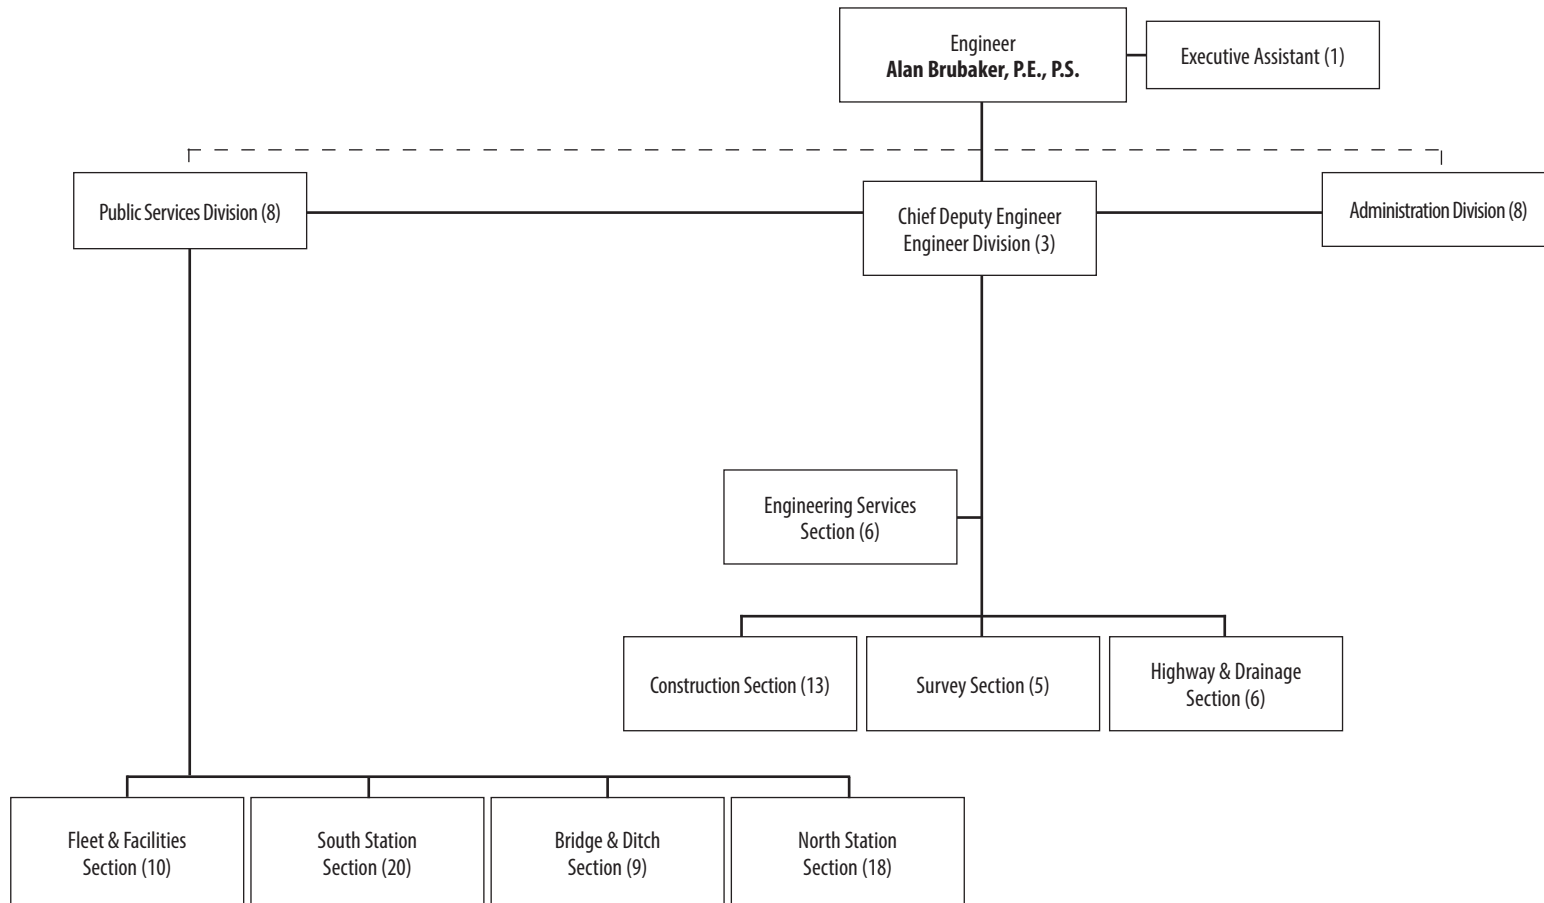 Engineer
Alan Brubaker, P.E., P.S.
Executive Assistant (1)
Public Services Division (8)
Chief Deputy Engineer
Engineer Division (3)
Administration Division (8)
Engineering Services
Section (6)
Construction Section (13)
Survey Section (5)
Highway & Drainage
Section (6)
Fleet & Facilities
Section (10)
South Station
Section (20)
Bridge & Ditch
Section (9)
North Station
Section (18)